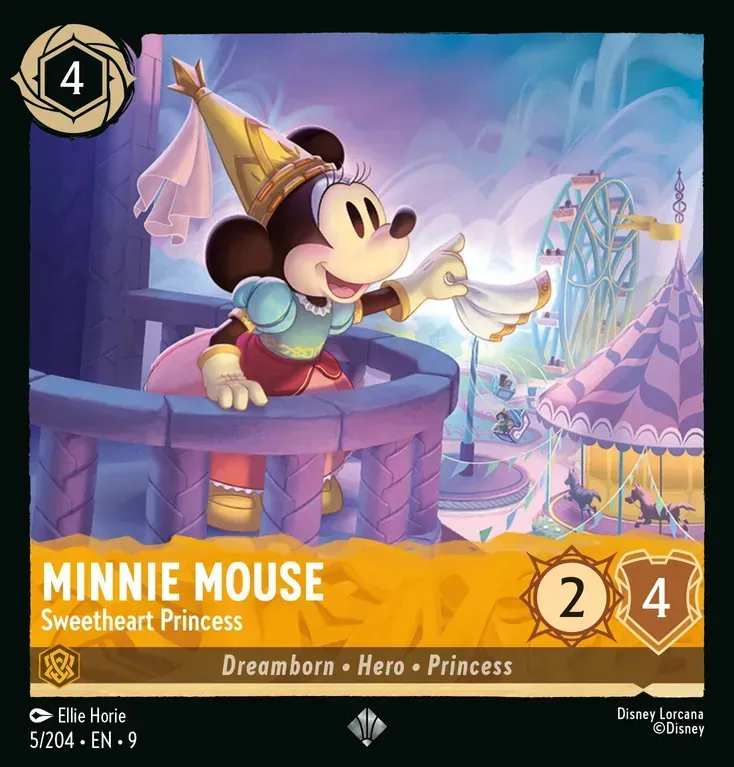 4
MINNIE MOUSE
Sweetheart Princess
2
4
Dreamborn • Hero • Princess
Ellie Horie
5/204 • EN • 9
Disney Lorcana
©Disney